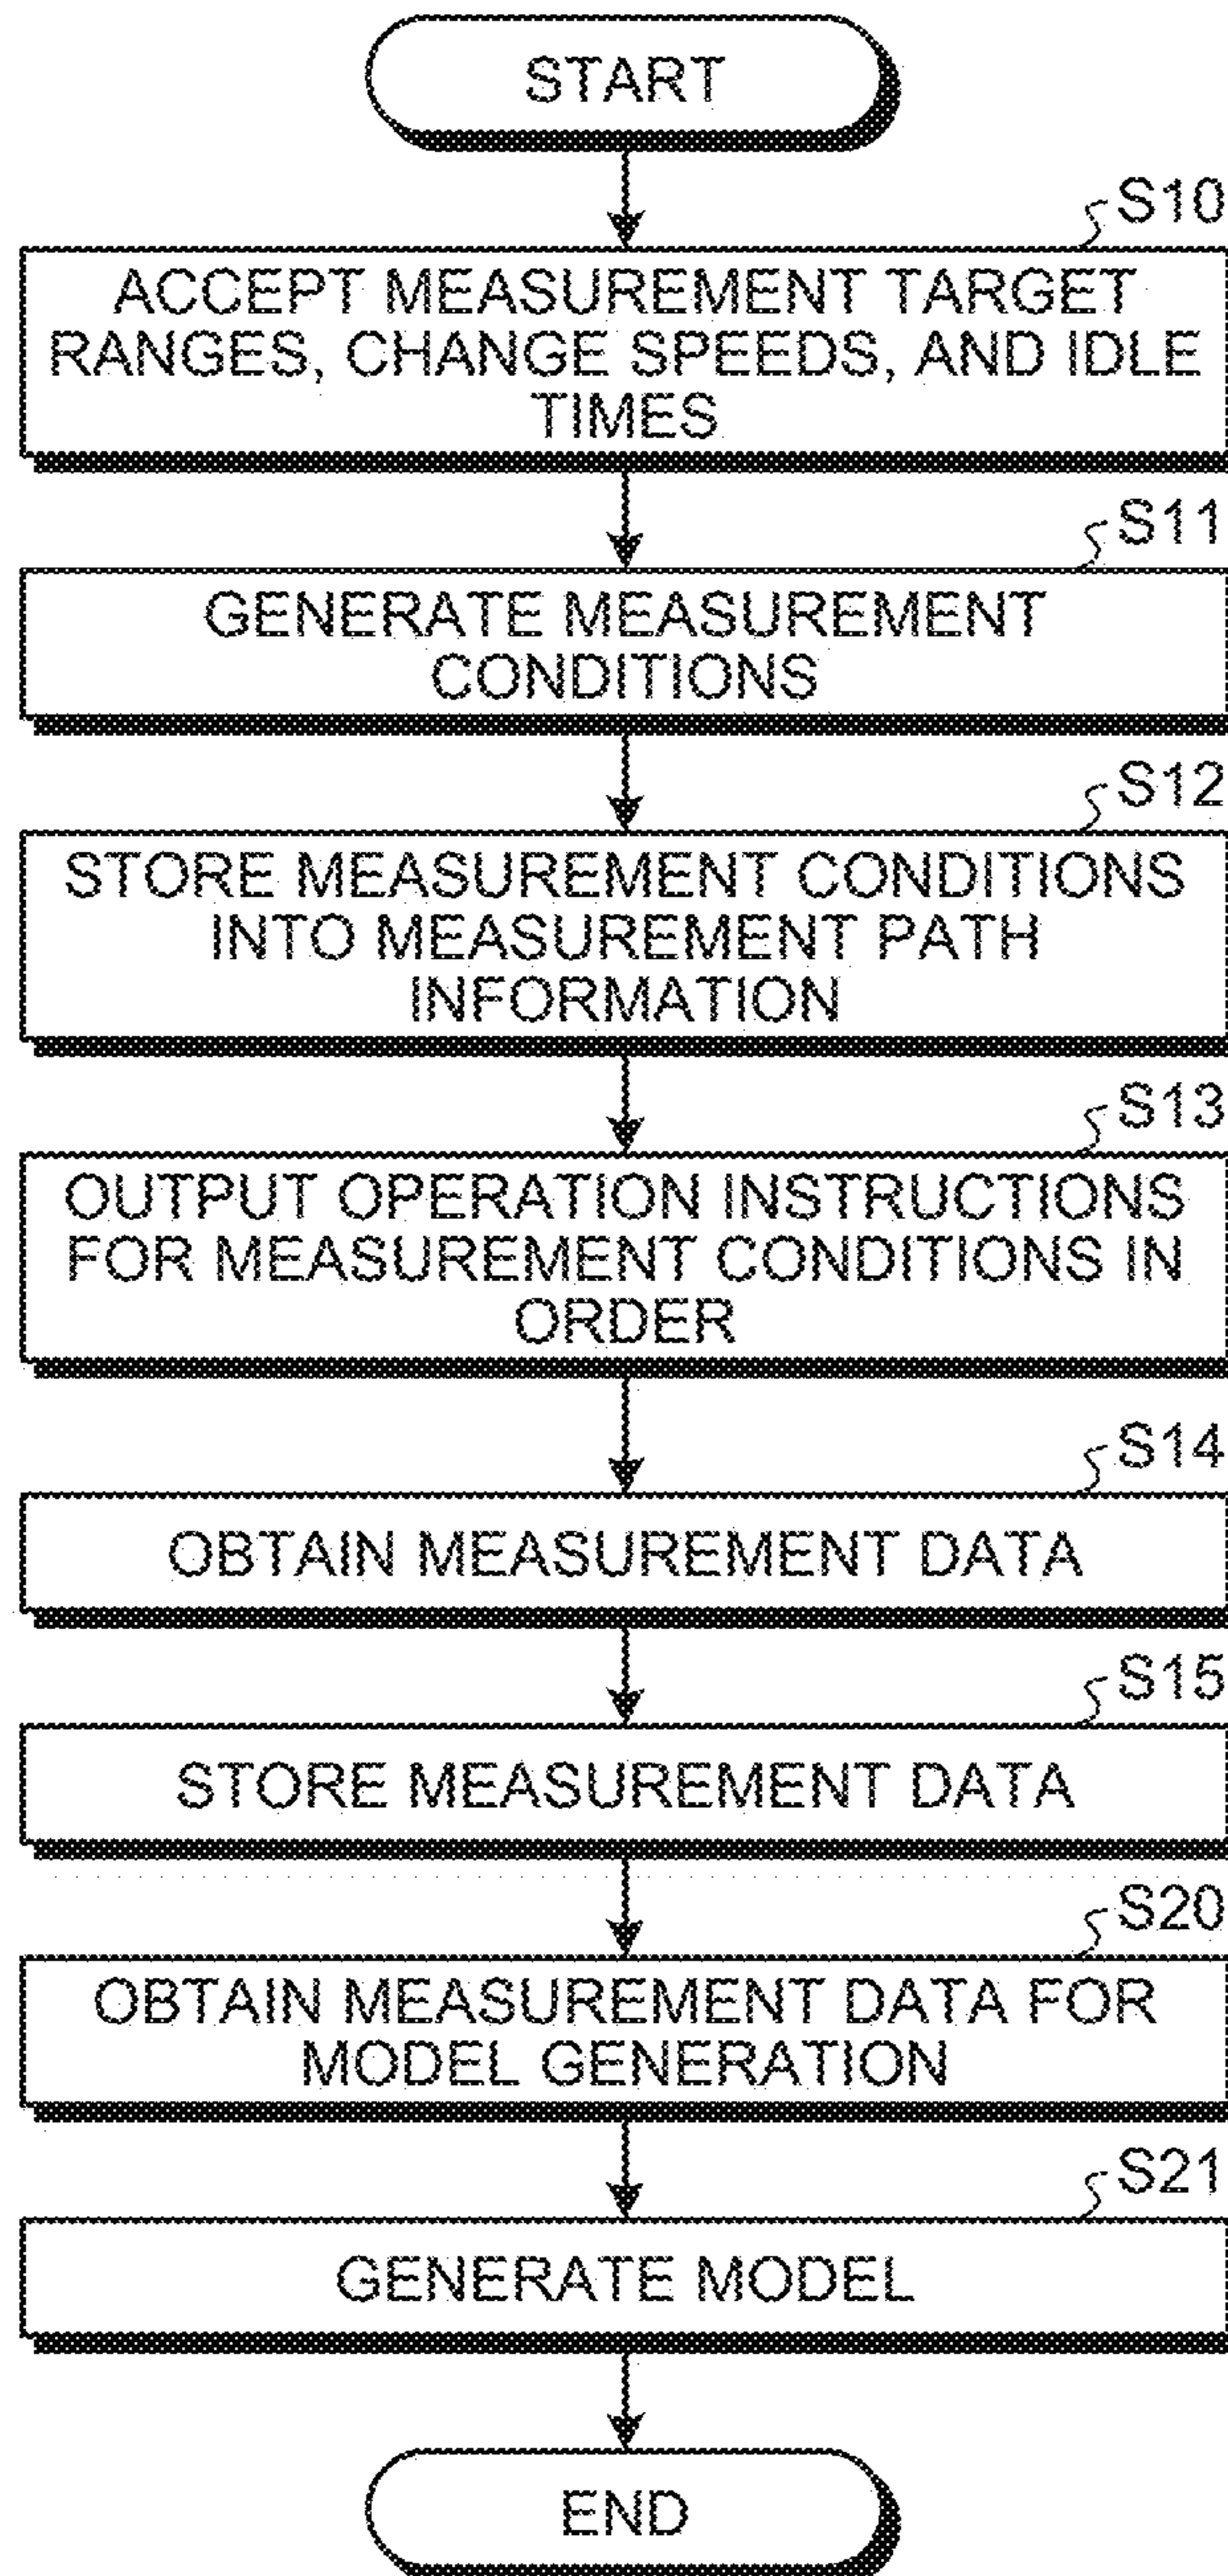 START
S10
ACCEPT MEASUREMENT TARGET
RANGES, CHANGE SPEEDS, AND IDLE
TIMES
S11
GENERATE MEASUREMENT
CONDITIONS
S12
STORE MEASUREMENT CONDITIONS
INTO MEASUREMENT PATH
INFORMATION
S13
OUTPUT OPERATION INSTRUCTIONS
FOR MEASUREMENT CONDITIONS IN
ORDER
S14
OBTAIN MEASUREMENT DATA
S15
STORE MEASUREMENT DATA
S20
OBTAIN MEASUREMENT DATA FOR
MODEL GENERATION
S21
GENERATE MODEL
END